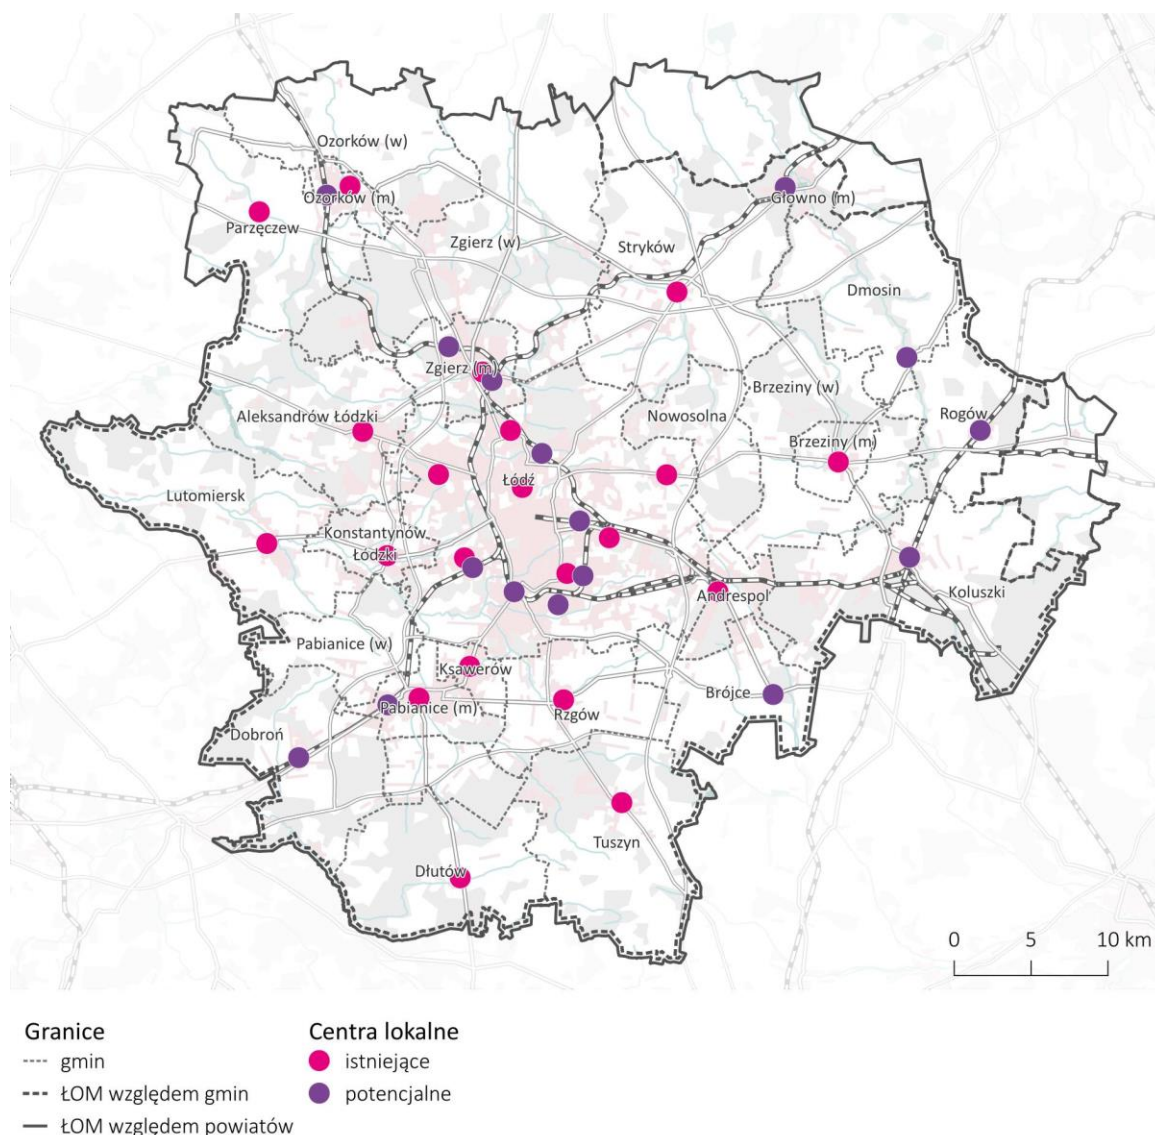 Ozorków (w)
Ozorków (m)
Głowno (m)
Parzęczew
Zgierz (w)
Stryków
Dmosin
Zgierz (m)
Brzeziny (w)
Aleksandrów Łódzki
Nowosolna
Rogów
Brzeziny (m)
Łódź
Lutomiersk
Konstantynów
Łódzki
Andrespol
Koluszki
Pabianice (w)
Ksawerów
Brójce
Pabianice (m)
Rzgów
Dobroń
Tuszyn
Dłutów
0 5 10 km
Granice
gmin
ŁOM względem gmin
ŁOM względem powiatów
Centra lokalne
istniejące
potencjalne